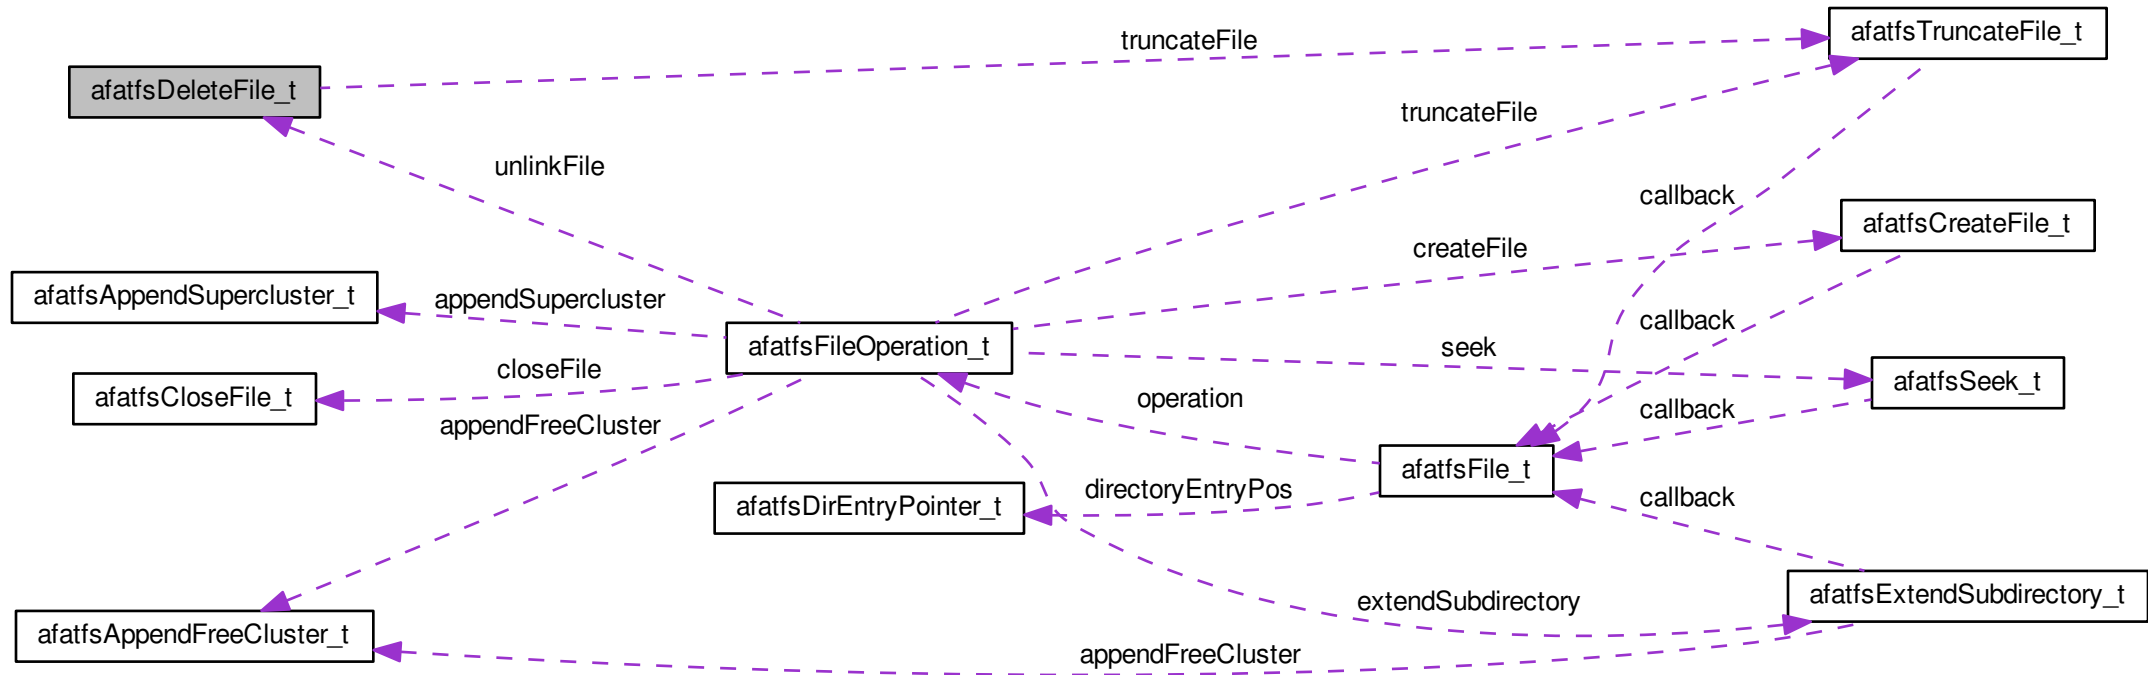 afatfsTruncateFile_t
truncateFile
afatfsDeleteFile_t
truncateFile
unlinkFile
callback
afatfsCreateFile_t
createFile
afatfsAppendSupercluster_t
appendSupercluster
callback
afatfsFileOperation_t
seek
closeFile
afatfsSeek_t
afatfsCloseFile_t
operation
callback
appendFreeCluster
afatfsFile_t
directoryEntryPos
callback
afatfsDirEntryPointer_t
extendSubdirectory
afatfsExtendSubdirectory_t
afatfsAppendFreeCluster_t
appendFreeCluster